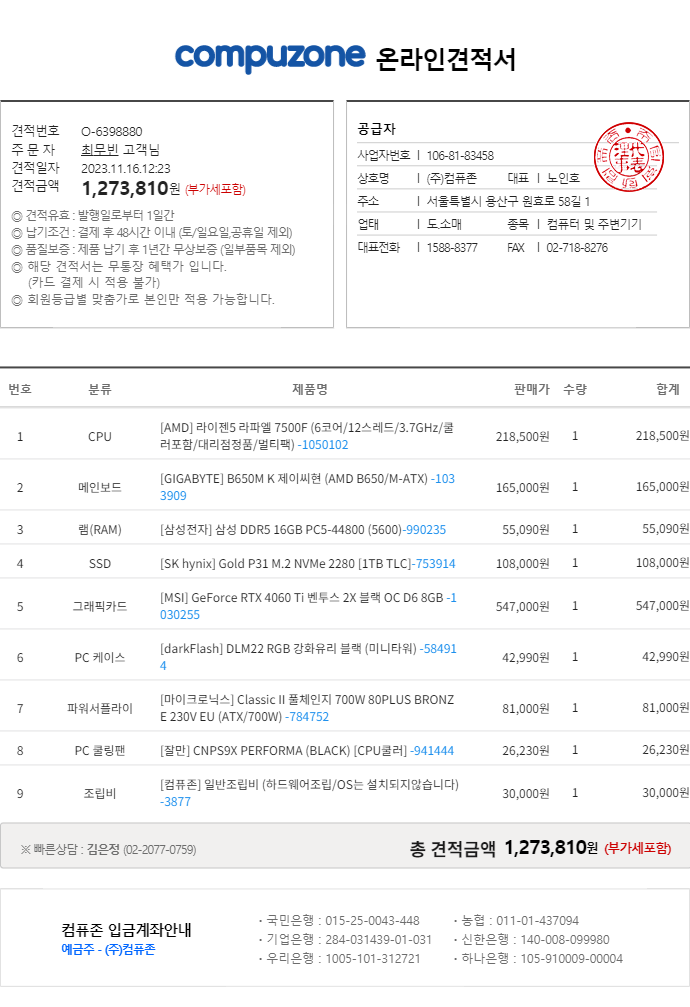 compuzone 온라인견적서
견적번호 O-6398880
주 문 자 최무빈 고객님
견적일자 2023.11.16.12:23
견적금액 1,273,810원 (부가세포함)
◎ 견적유효 : 발행일로부터 1일간
◎ 납기조건 : 결제 후 48시간 이내 (토/일요일,공휴일 제외)
◎ 품질보증 : 제품 납기 후 1년간 무상보증 (일부품목 제외)
◎ 해당 견적서는 무통장 혜택가 입니다.
(카드 결제 시 적용 불가)
◎ 회원등급별 맞춤가로 본인만 적용 가능합니다.
공급자
사업자번호 ㅣ 106-81-83458
상호명 ㅣ (주)컴퓨존 대표 ㅣ 노인호
주소 ㅣ 서울특별시 용산구 원효로 58길 1
업태 ㅣ 도.소매 종목 ㅣ 컴퓨터 및 주변기기
대표전화 ㅣ 1588-8377 FAX ㅣ 02-718-8276
번호 분류 제품명 판매가 수량 합계
1 CPU [AMD] 라이젠5 라파엘 7500F (6코어/12스레드/3.7GHz/쿨
러포함/대리점정품/멀티팩) -1050102 218,500원 1 218,500원
2 메인보드 [GIGABYTE] B650M K 제이씨현 (AMD B650/M-ATX) -103
3909 165,000원 1 165,000원
3 램(RAM) [삼성전자] 삼성 DDR5 16GB PC5-44800 (5600)-990235 55,090원 1 55,090원
4 SSD [SK hynix] Gold P31 M.2 NVMe 2280 [1TB TLC]-753914 108,000원 1 108,000원
5 그래픽카드 [MSI] GeForce RTX 4060 Ti 벤투스 2X 블랙 OC D6 8GB -1
030255 547,000원 1 547,000원
6 PC 케이스 [darkFlash] DLM22 RGB 강화유리 블랙 (미니타워) -58491
4 42,990원 1 42,990원
7 파워서플라이 [마이크로닉스] Classic II 풀체인지 700W 80PLUS BRONZ
E 230V EU (ATX/700W) -784752 81,000원 1 81,000원
8 PC 쿨링팬 [잘만] CNPS9X PERFORMA (BLACK) [CPU쿨러] -941444 26,230원 1 26,230원
9 조립비 [컴퓨존] 일반조립비 (하드웨어조립/OS는 설치되지않습니다)
-3877 30,000원 1 30,000원
※ 빠른상담 : 김은정 (02-2077-0759) 총 견적금액 1,273,810원 (부가세포함)
컴퓨존 입금계좌안내
예금주 - (주)컴퓨존
· 국민은행 : 015-25-0043-448 · 농협 : 011-01-437094
· 기업은행 : 284-031439-01-031 · 신한은행 : 140-008-099980
· 우리은행 : 1005-101-312721 · 하나은행 : 105-910009-00004